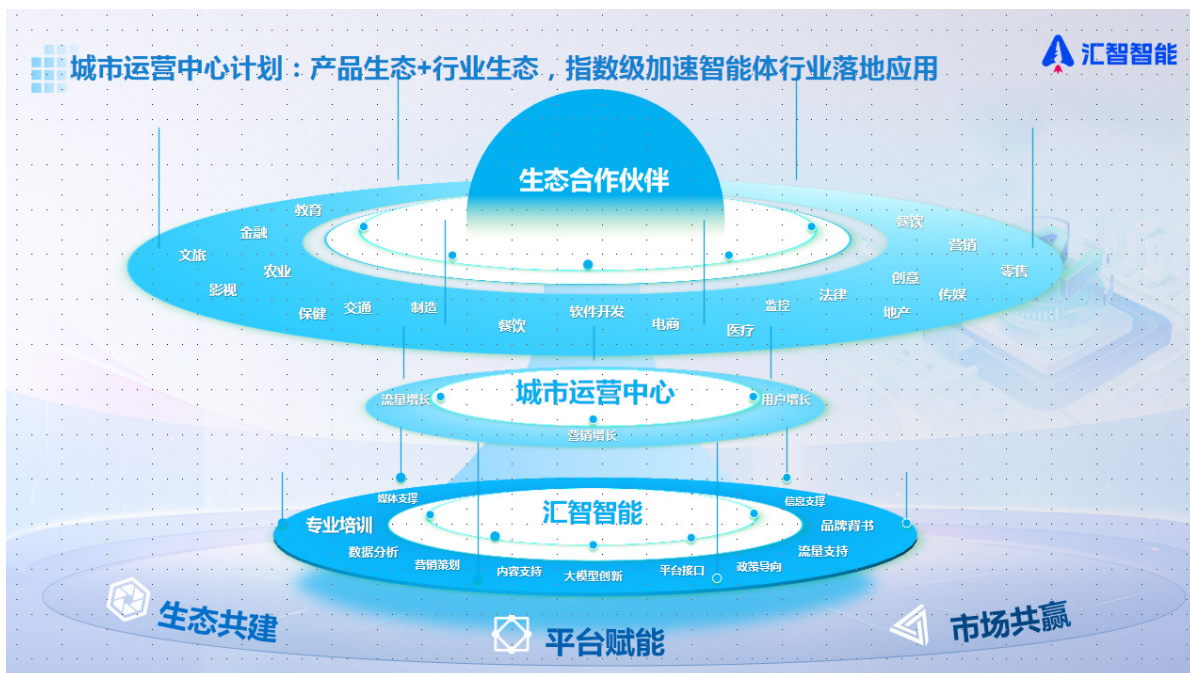 城市运营中心计划：产品生态+行业生态，指数级加速智能体行业落地应用
汇智智能
生态合作伙伴
教育
金融
文旅
农业
影视
保健
交通
制造
餐饮
软件开发
电商
医疗
监控
法律
地产
创意
传媒
零售
营销
餐饮
城市运营中心
流量增长
用户增长
营销增长
汇智智能
媒体支撑
信息支撑
专业培训
品牌背书
数据分析
流量支持
营销策划
内容支持
大模型创新
平台接口
政策导向
生态共建
平台赋能
市场共赢